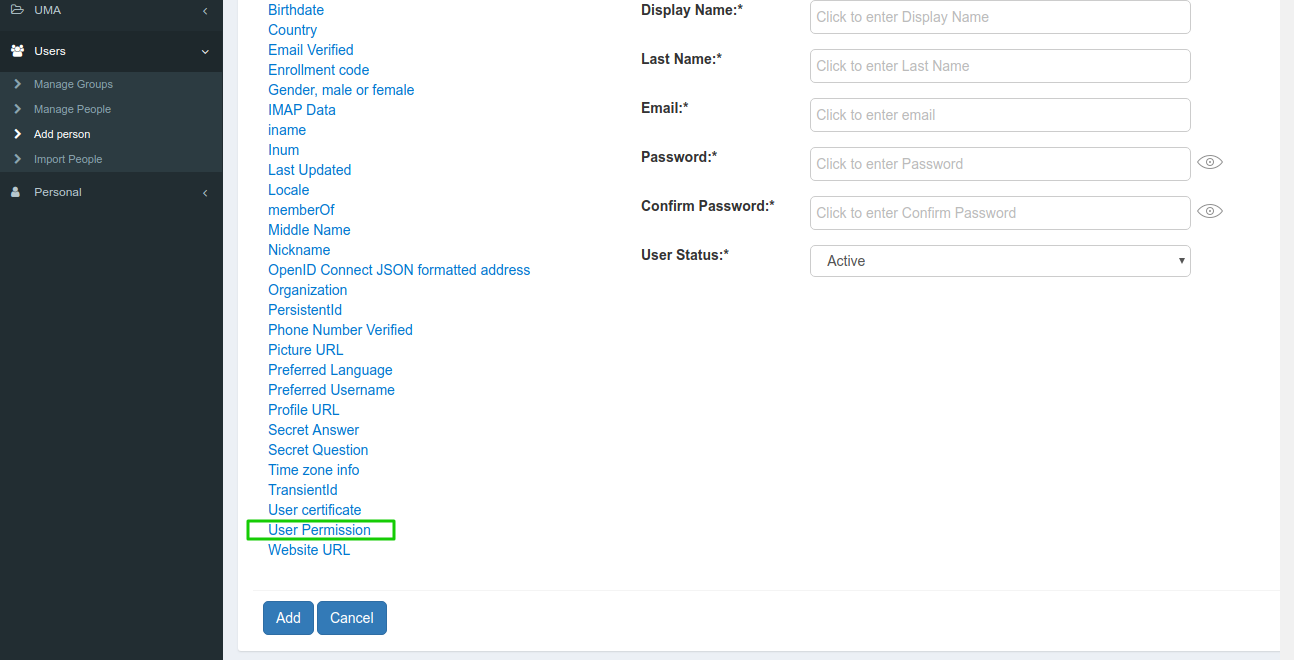 UMA
Users
Manage Groups
Manage People
Add person
Import People
Personal
Birthdate
Country
Email Verified
Enrollment code
Gender, male or female
IMAP Data
iname
Inum
Last Updated
Locale
memberOf
Middle Name
Nickname
OpenID Connect JSON formatted address
Organization
PersistentId
Phone Number Verified
Picture URL
Preferred Language
Preferred Username
Profile URL
Secret Answer
Secret Question
Time zone info
TransientId
User certificate
User Permission
Website URL
Display Name:* Click to enter Display Name
Last Name:* Click to enter Last Name
Email:* Click to enter email
Password:* Click to enter Password
Confirm Password:* Click to enter Confirm Password
User Status:* Active
Add Cancel